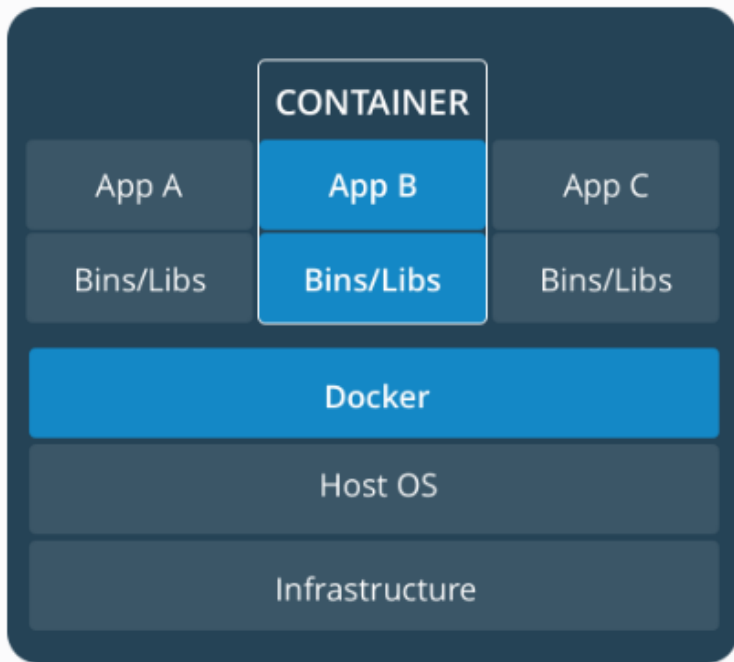 CONTAINER
App A App B App C
Bins/Libs Bins/Libs Bins/Libs
Docker
Host OS
Infrastructure